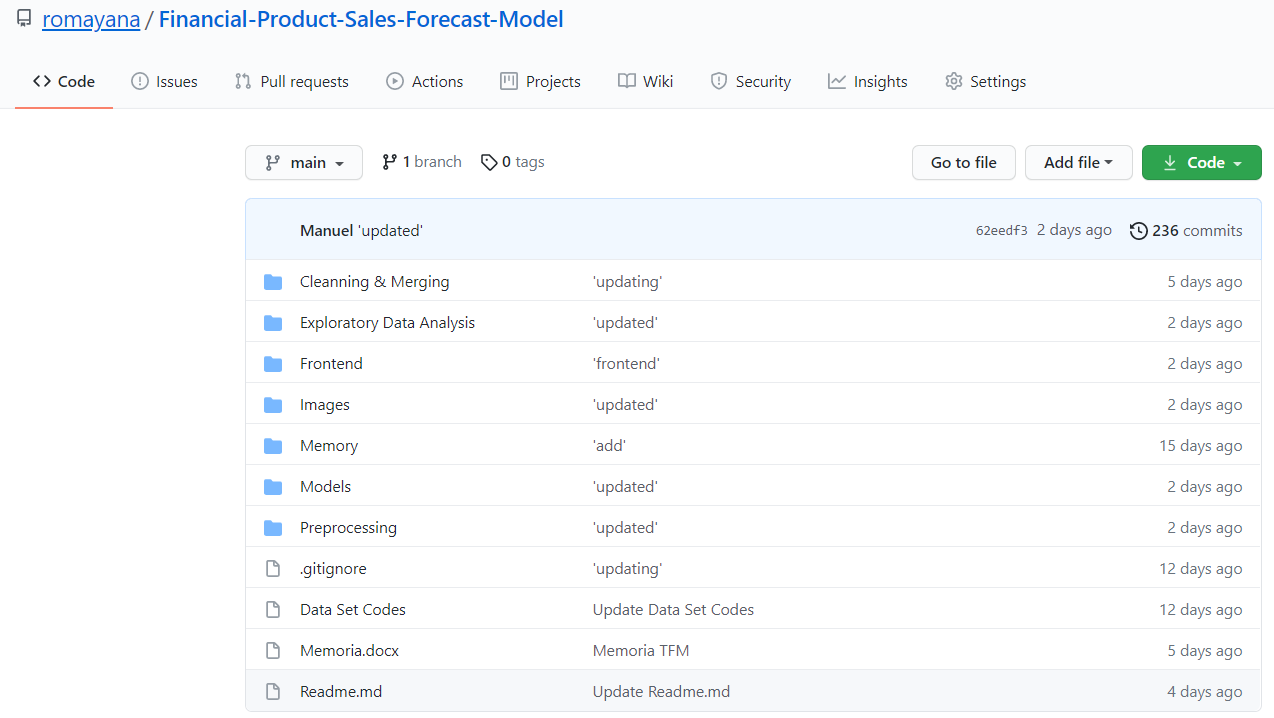 romayana / Financial-Product-Sales-Forecast-Model
Code Issues Pull requests Actions Projects Wiki Security Insights Settings
main 1 branch 0 tags Go to file Add file Code
Manuel 'updated' 62eedf3 2 days ago 236 commits
Cleanning & Merging 'updating' 5 days ago
Exploratory Data Analysis 'updated' 2 days ago
Frontend 'frontend' 2 days ago
Images 'updated' 2 days ago
Memory 'add' 15 days ago
Models 'updated' 2 days ago
Preprocessing 'updated' 2 days ago
.gitignore 'updating' 12 days ago
Data Set Codes Update Data Set Codes 12 days ago
Memoria.docx Memoria TFM 5 days ago
Readme.md Update Readme.md 4 days ago